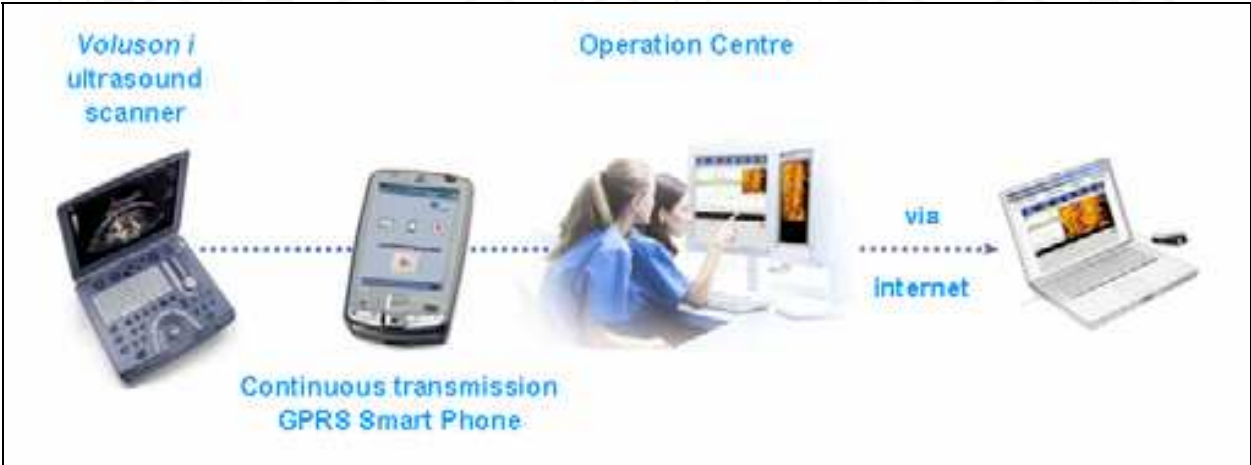 Voluson i
ultrasound
scanner
Operation Centre
via
internet
Continuous transmission
GPRS Smart Phone